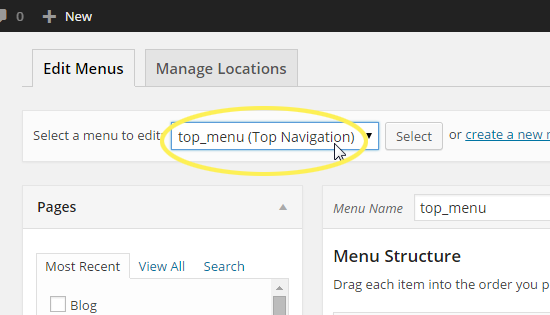 0 + New
Edit Menus Manage Locations
Select a menu to edit: top_menu (Top Navigation) Select or create a new
Pages
Menu Name top_menu
Most Recent View All Search
Menu Structure
Drag each item into the order you p
Blog